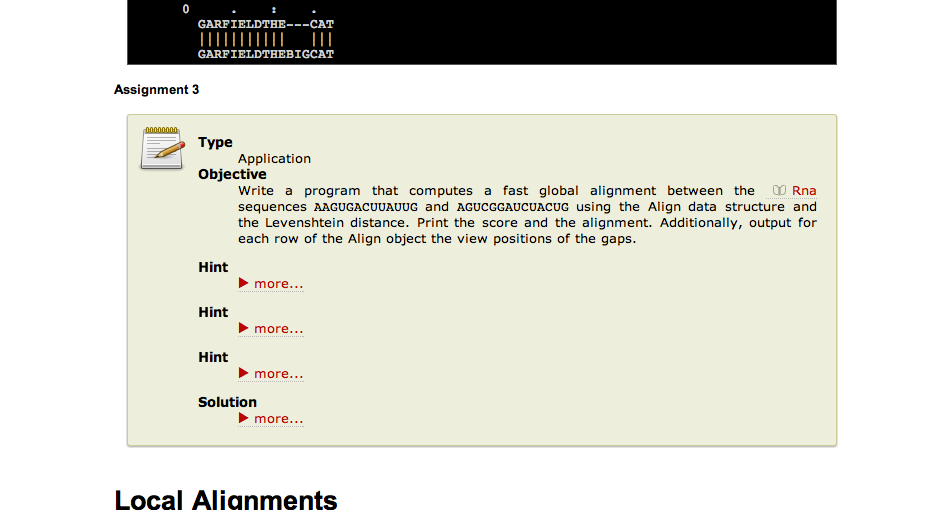 0 . : .
GARFIELDTHE---CAT
||||||||||| |||
GARFIELDTHEBIGCAT
Assignment 3
Type
Application
Objective
Write a program that computes a fast global alignment between the Rna
sequences AAGUGACUUAUUG and AGUCGGAUCUACUG using the Align data structure and
the Levenshtein distance. Print the score and the alignment. Additionally, output for
each row of the Align object the view positions of the gaps.
Hint
more...
Hint
more...
Hint
more...
Solution
more...
Local Alignments